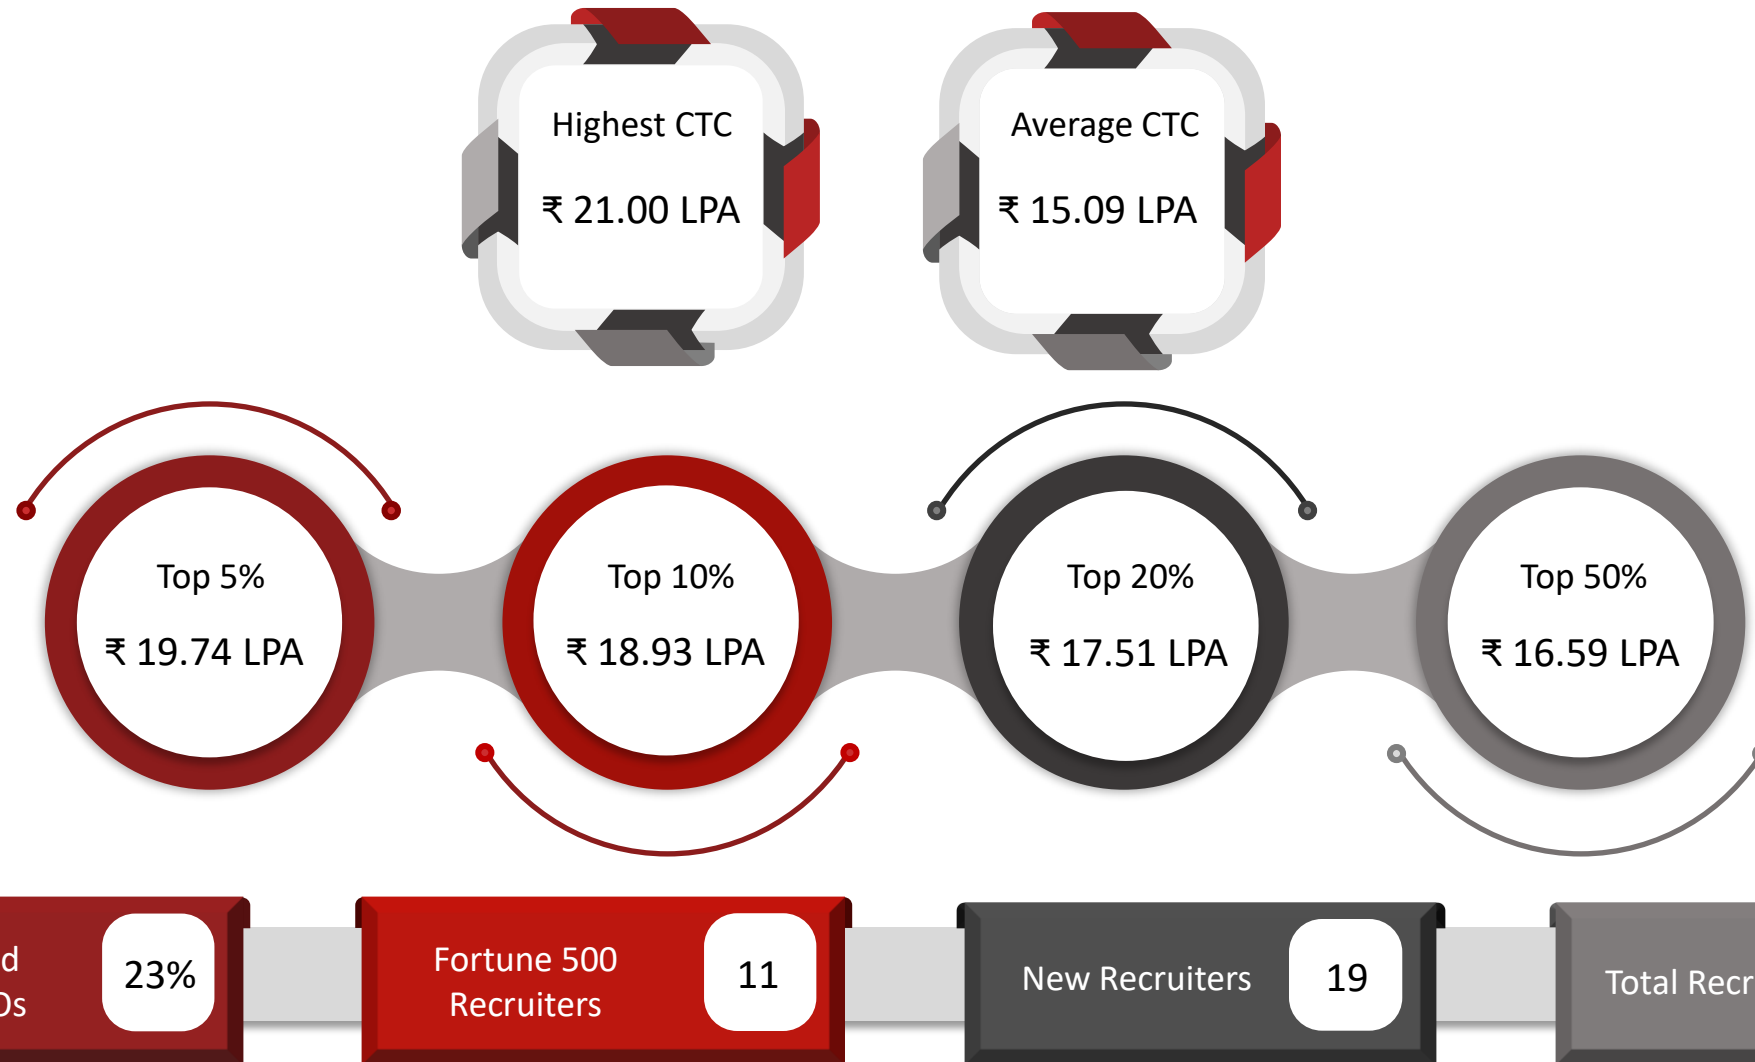 Highest CTC
₹ 21.00 LPA
Average CTC
₹ 15.09 LPA
Top 5%
₹ 19.74 LPA
Top 10%
₹ 18.93 LPA
Top 20%
₹ 17.51 LPA
Top 50%
₹ 16.59 LPA
23%
Fortune 500
Recruiters
11
New Recruiters
19
Total